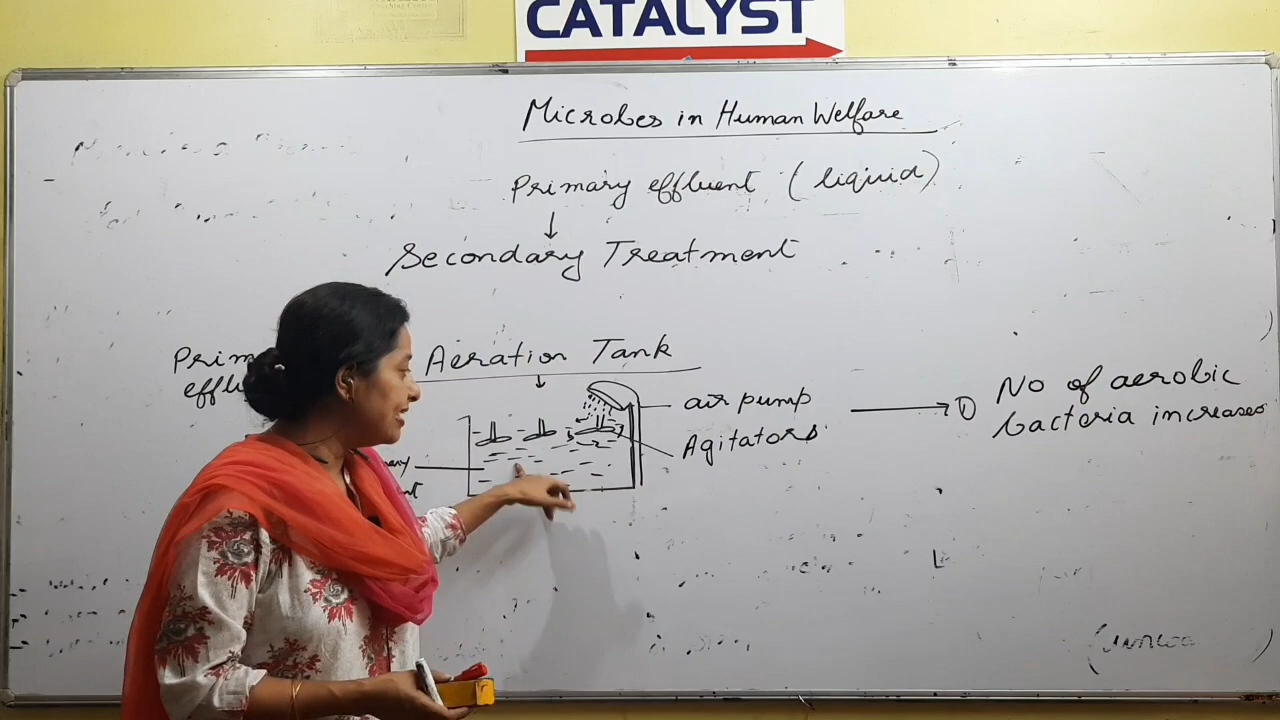 CATALYST
Microbes in Human Welfare
Primary effluent (liquid)
↓
Secondary Treatment
Aeration Tank
air pump
Agitators
→ ① No of aerobic
bacteria increases